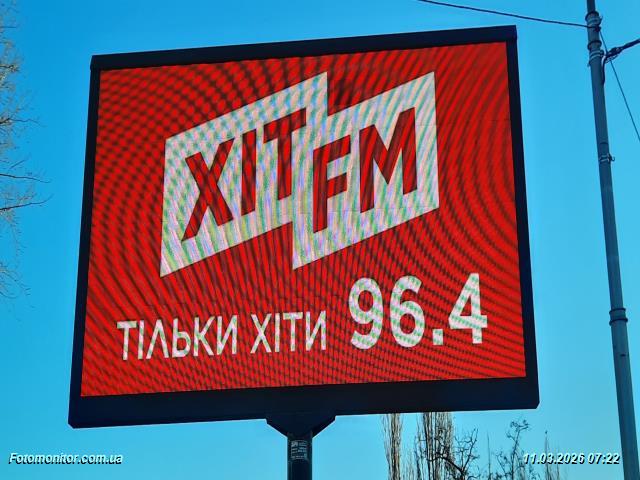 ХІТ FM
ТІЛЬКИ ХІТИ 96.4
Fotomonitor.com.ua
11.03.2026 07:22